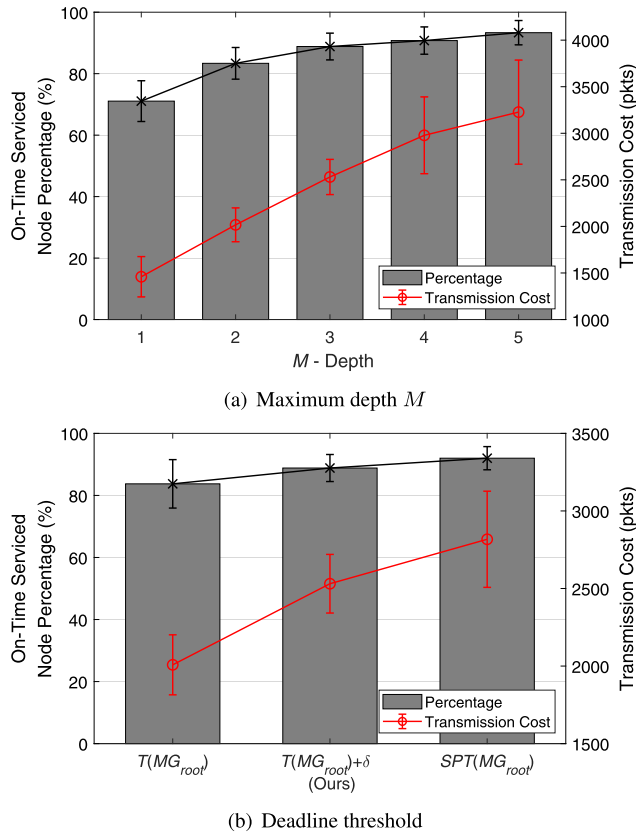 100
80
60
40
20
0
On-Time Serviced
Node Percentage (%)
4000
3500
3000
2500
2000
1500
1000
Transmission Cost (pkts)
Percentage
Transmission Cost
1 2 3 4 5
M - Depth
(a) Maximum depth M
100
80
60
40
20
0
On-Time Serviced
Node Percentage (%)
3500
3000
2500
2000
1500
Transmission Cost (pkts)
Percentage
Transmission Cost
T(MG_root) T(MG_root)+δ SPT(MG_root)
(Ours)
(b) Deadline threshold